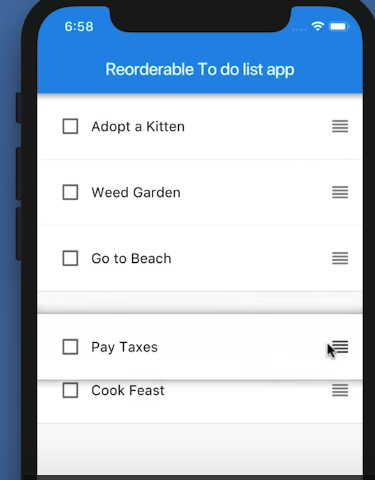 6:58
Reorderable To do list app
Adopt a Kitten
Weed Garden
Go to Beach
Pay Taxes
Cook Feast